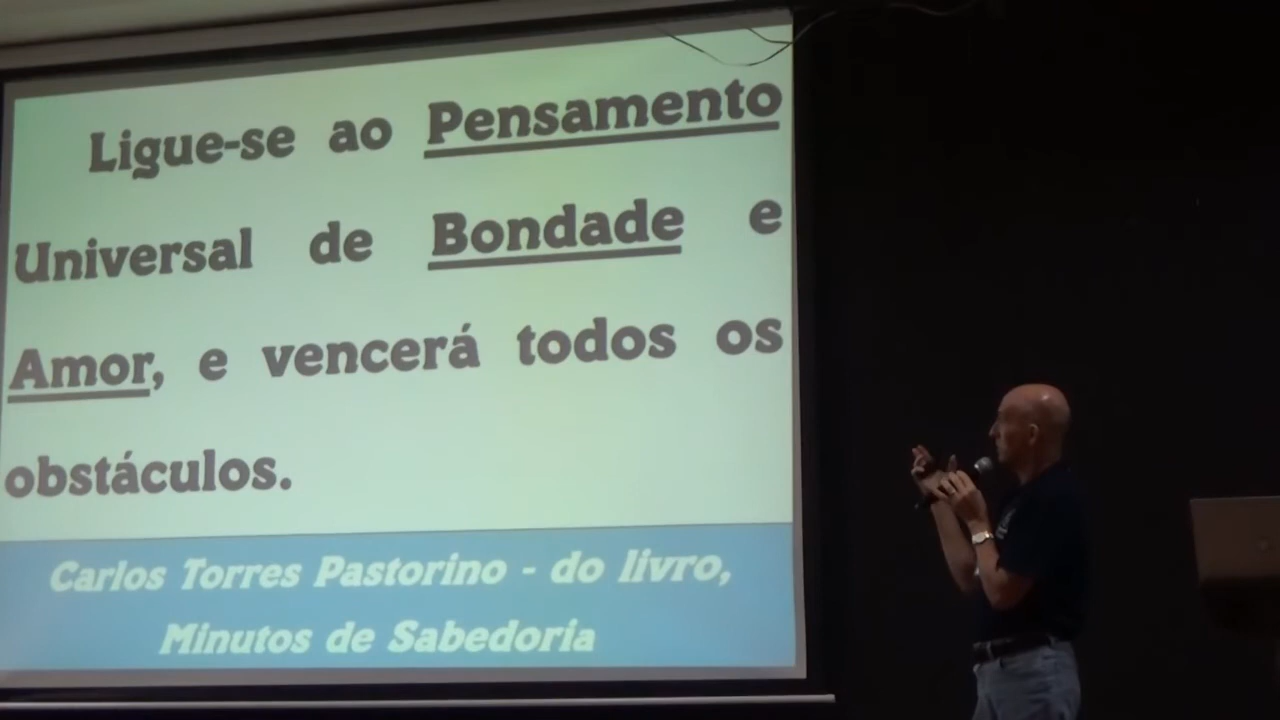 Ligue-se ao Pensamento
Universal de Bondade e
Amor, e vencerá todos os
obstáculos.
Carlos Torres Pastorino - do livro,
Minutos de Sabedoria